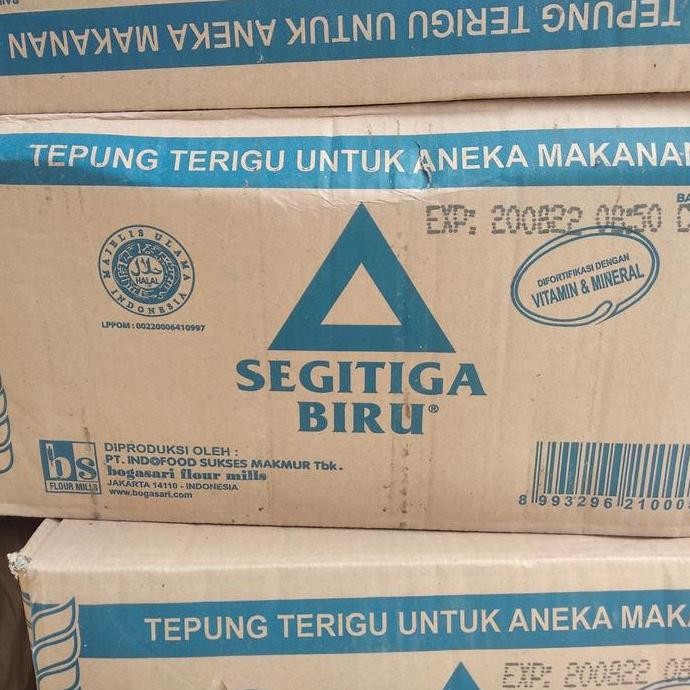 TEPUNG TERIGU UNTUK ANEKA MAKANAN
TEPUNG TERIGU UNTUK ANEKA MAKANAN
EXP: 200822 08:50
MAJELIS ULAMA
حلال
HALAL
INDONESIA
LPPOM : 00220006410997
DIFORTIFIKASI DENGAN
VITAMIN & MINERAL
SEGITIGA
BIRU®
bs
FLOUR MILLS
DIPRODUKSI OLEH :
PT. INDOFOOD SUKSES MAKMUR Tbk.
bogasari flour mills
JAKARTA 14110 - INDONESIA
www.bogasari.com
8 993296 21000
TEPUNG TERIGU UNTUK ANEKA MAKA
EXP: 200822 08